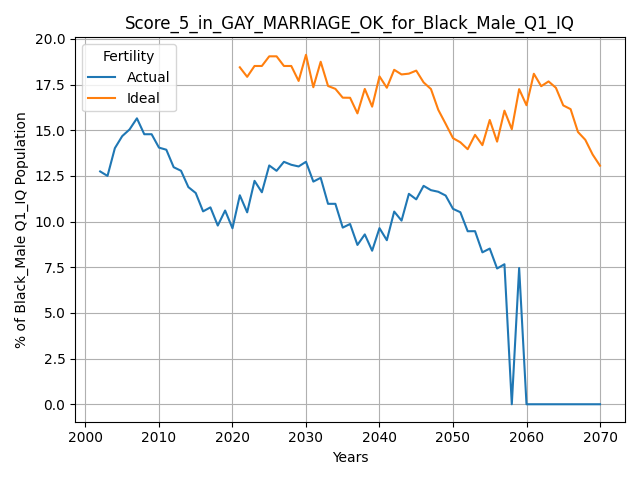 Score_5_in_GAY_MARRIAGE_OK_for_Black_Male_Q1_IQ
Fertility
Actual
Ideal
% of Black_Male Q1_IQ Population
20.0
17.5
15.0
12.5
10.0
7.5
5.0
2.5
0.0
2000 2010 2020 2030 2040 2050 2060 2070
Years